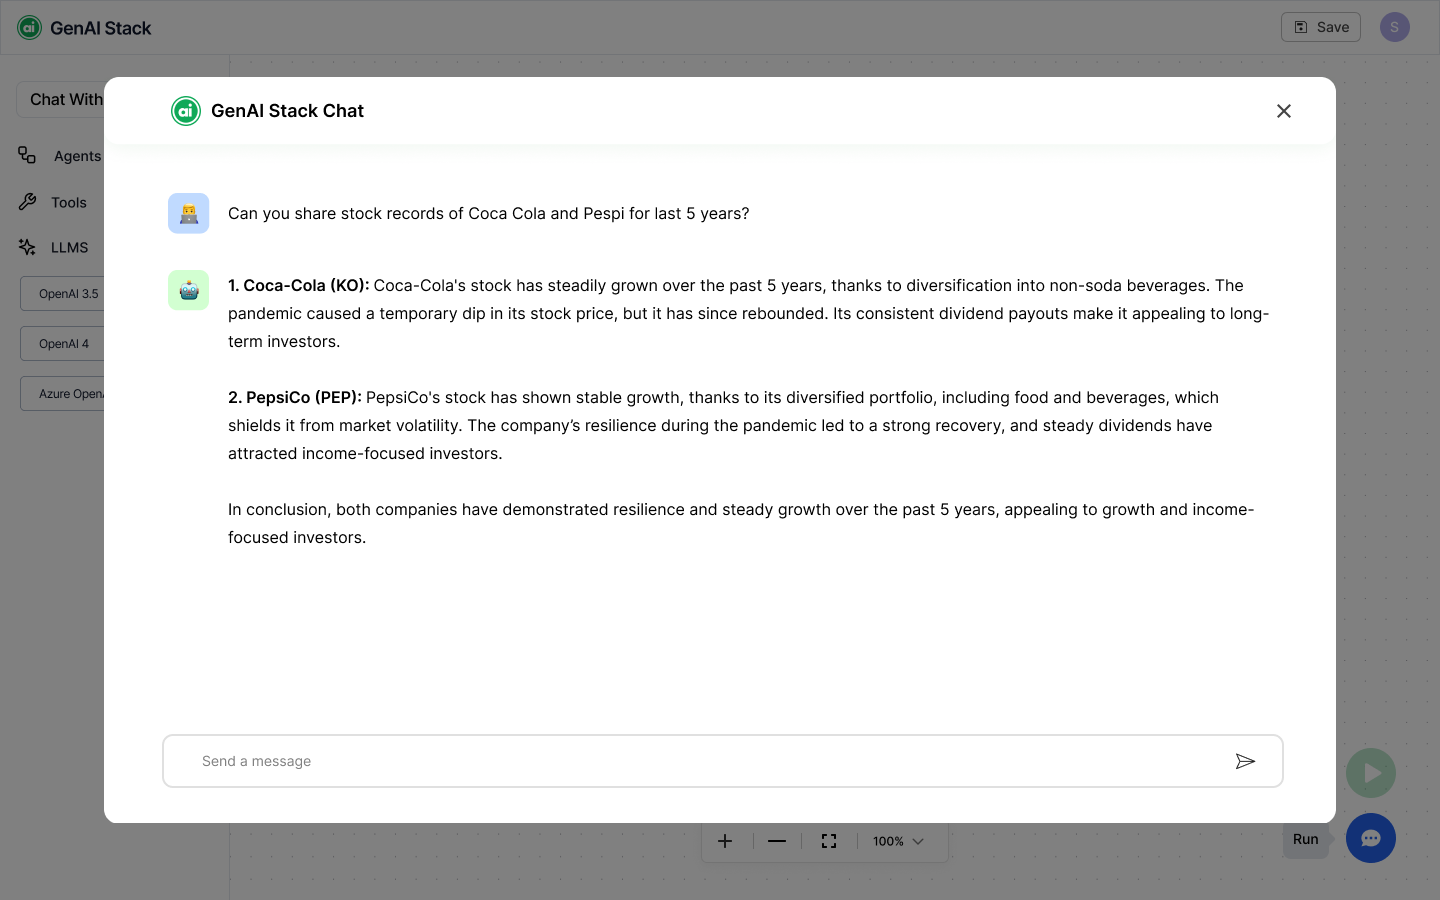 ai GenAI Stack
Save
S
Chat With
ai GenAI Stack Chat
Agents
Tools
LLMS
OpenAI 3.5
OpenAI 4
Azure OpenA
Can you share stock records of Coca Cola and Pespi for last 5 years?
1. Coca-Cola (KO): Coca-Cola's stock has steadily grown over the past 5 years, thanks to diversification into non-soda beverages. The
pandemic caused a temporary dip in its stock price, but it has since rebounded. Its consistent dividend payouts make it appealing to long-
term investors.
2. PepsiCo (PEP): PepsiCo's stock has shown stable growth, thanks to its diversified portfolio, including food and beverages, which
shields it from market volatility. The company’s resilience during the pandemic led to a strong recovery, and steady dividends have
attracted income-focused investors.
In conclusion, both companies have demonstrated resilience and steady growth over the past 5 years, appealing to growth and income-
focused investors.
Send a message
100%
Run